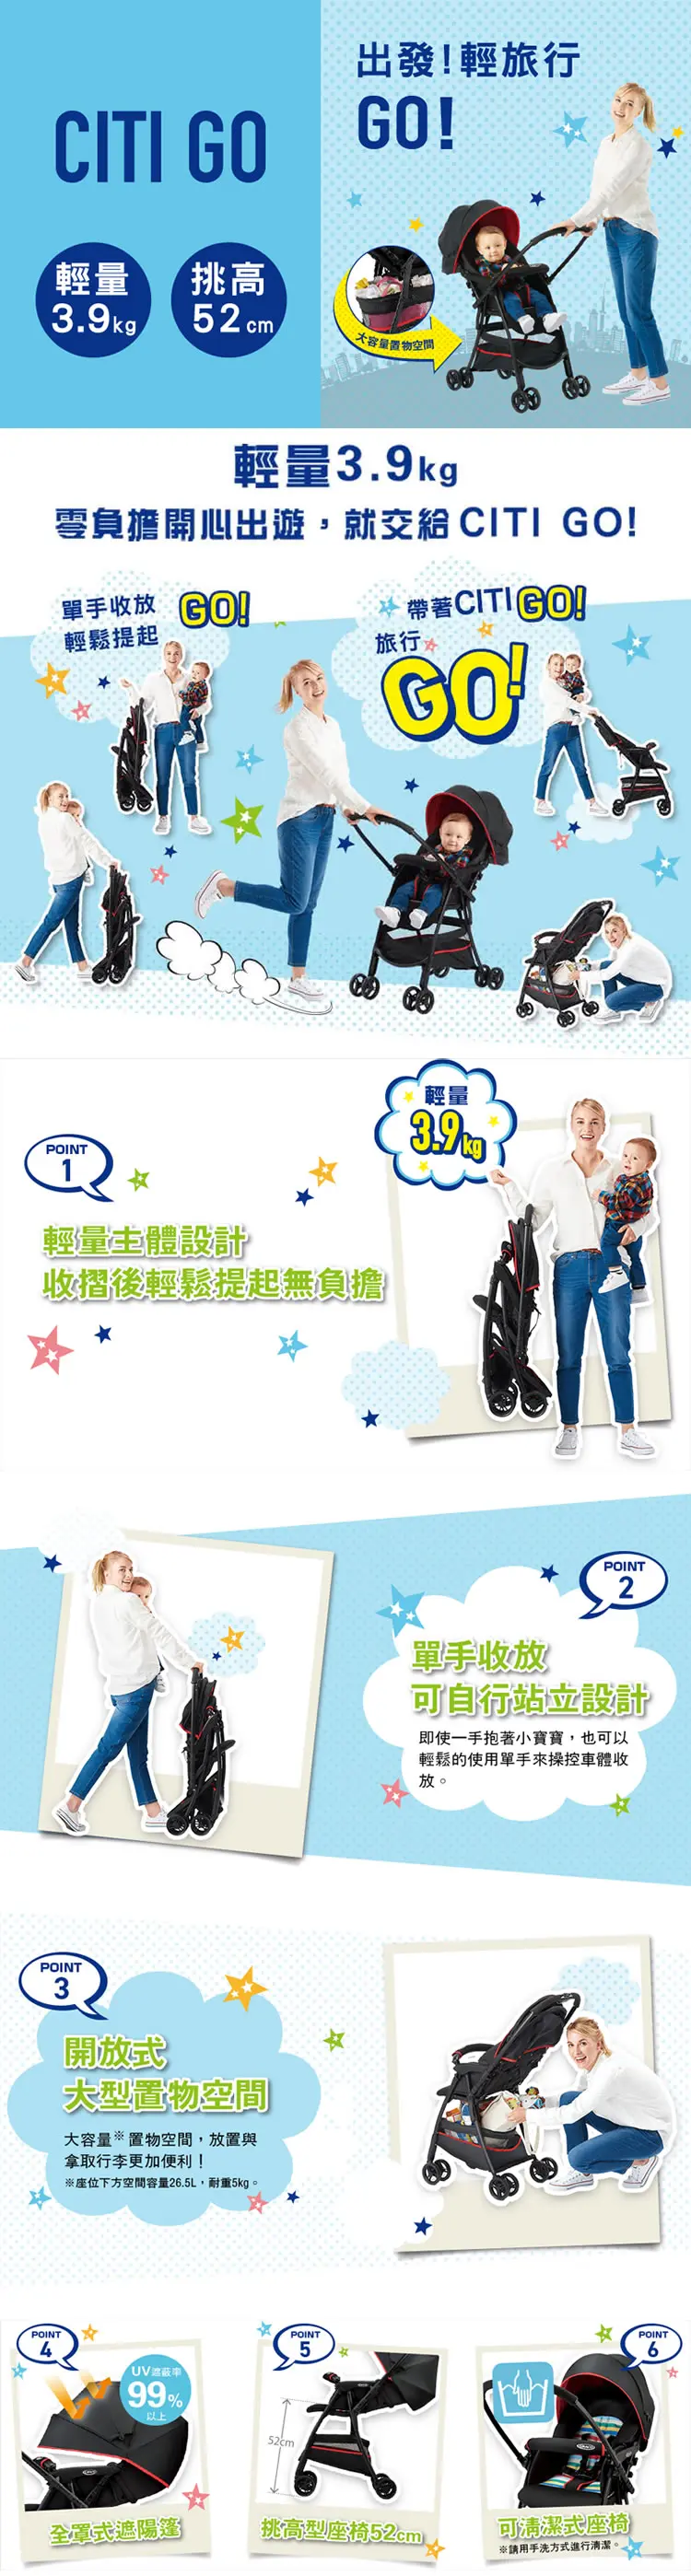 CITI GO
輕量
3.9kg
挑高
52cm
出發!輕旅行
GO!
大容量置物空間
輕量3.9kg
零負擔開心出遊,就交給CITI GO!
單手收放 GO!
輕鬆提起
帶著CITI GO!
旅行
GO!
輕量
3.9kg
POINT
1
輕量主體設計
收摺後輕鬆提起無負擔
POINT
2
單手收放
可自行站立設計
即使一手抱著小寶寶,也可以
輕鬆的使用單手來操控車體收
放。
POINT
3
開放式
大型置物空間
大容量※置物空間,放置與
拿取行李更加便利!
※座位下方空間容量26.5L,耐重5kg。
POINT
4
UV遮蔽率
99%
以上
全罩式遮陽篷
POINT
5
52cm
挑高型座椅52cm
POINT
6
可清潔式座椅
※請用手洗方式進行清潔。